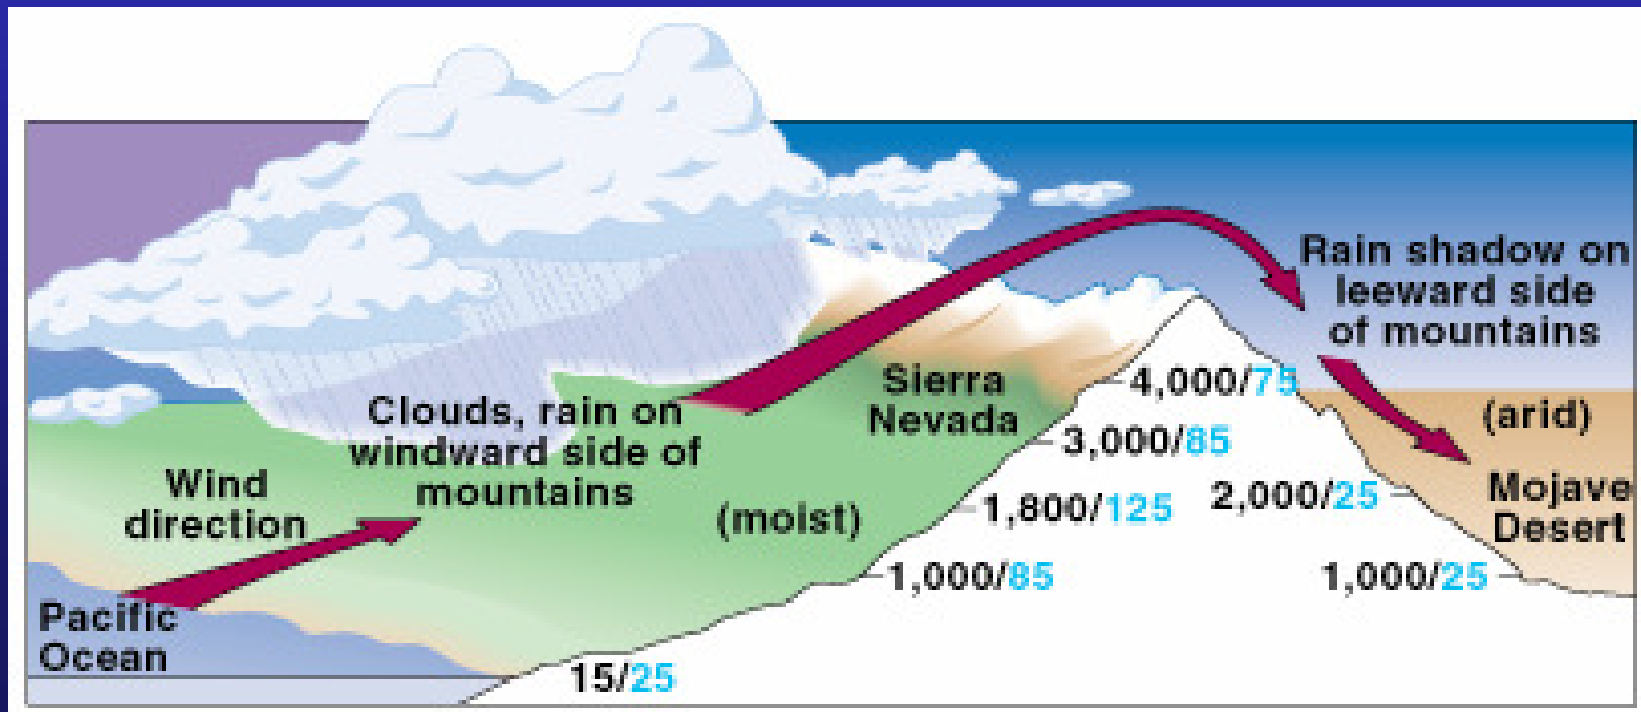 Rain shadow on
leeward side
of mountains
Sierra
Nevada
4,000/75
(arid)
Clouds, rain on
windward side of
mountains
3,000/85
Wind
direction
(moist)
1,800/125
2,000/25
Mojave
Desert
1,000/85
1,000/25
Pacific
Ocean
15/25